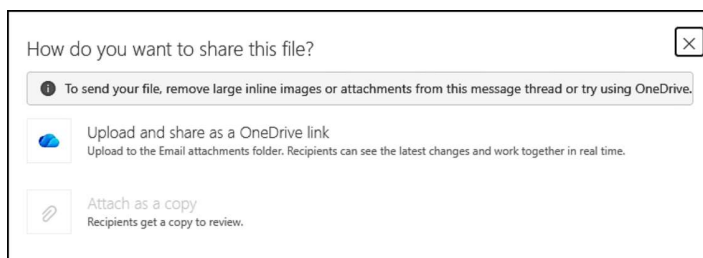 How do you want to share this file?
To send your file, remove large inline images or attachments from this message thread or try using OneDrive.
Upload and share as a OneDrive link
Upload to the Email attachments folder. Recipients can see the latest changes and work together in real time.
Attach as a copy
Recipients get a copy to review.